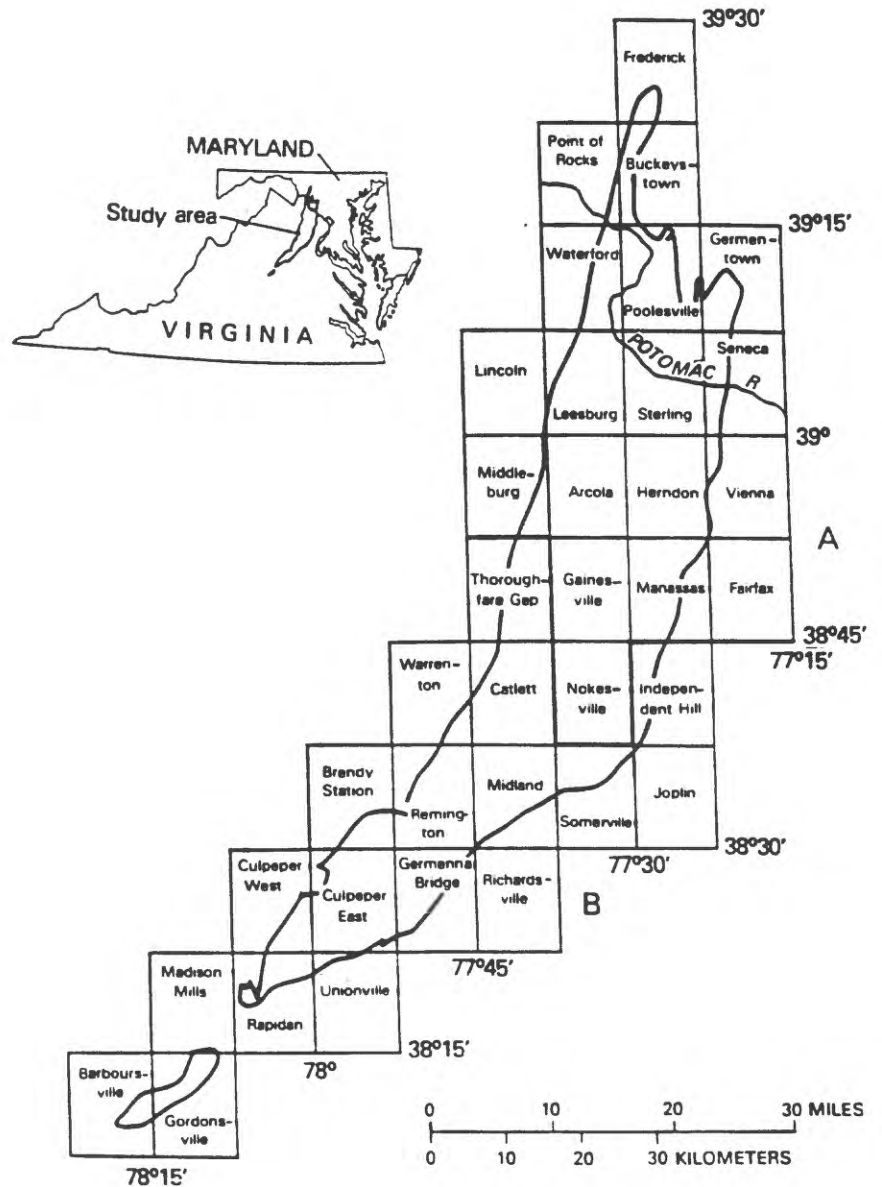 39°30'
Frederick
MARYLAND
Point of
Rocks
Buckeys-
town
Study area
39°15'
Germen-
town
Waterford
Poolesville
VIRGINIA
Seneca
POTOMAC R
Lincoln
Leesburg
Sterling
39°
Middle-
burg
Arcola
Herndon
Vienna
A
Thorough-
fare Gap
Gaines-
ville
Manassas
Fairfax
38°45'
77°15'
Warren-
ton
Catlett
Nokes-
ville
Indepen-
dent Hill
Brandy
Station
Midland
Joplin
Reming-
ton
Somerville
38°30'
77°30'
Culpeper
West
Germanna
Bridge
Richards-
ville
B
Culpeper
East
77°45'
Madison
Mills
Unionville
Rapidan
38°15'
78°
Barbours-
ville
Gordons-
ville
78°15'
0 10 20 30 MILES
0 10 20 30 KILOMETERS